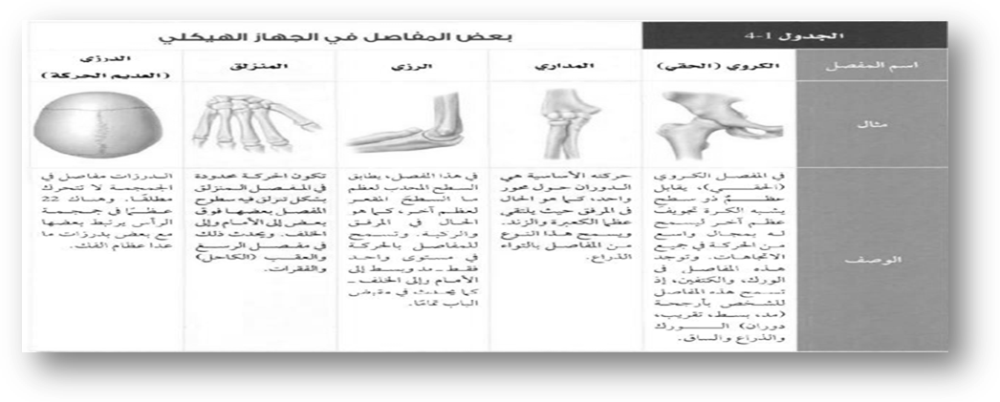 الجدول 1-4
بعض المفاصل في الجهاز الهيكلي
اسم المفصل
الكروي (الحقي)
المداري
الرزي
المنزلق
الدرزي
(العديم الحركة)
مثال
الوصف
في المفصل الكروي
(الحقي)، يقابل
عظمٌ ذو سطح
يشبه الكرة تجويف
عظم آخر ليسمح
له بمجال واسع
من الحركة في جميع
الاتجاهات. وتوجد
هذه المفاصل في
الورك، والكتفين، إذ
تسمح هذه المفاصل
للشخص بأرجحة
(مد، بسط، تقريب،
دوران) الورك
والذراع والساق.
حركته الأساسية هي
الدوران حول محور
واحد، كما هو الحال
في المرفق حيث يلتقي
عظما الكعبرة والزند.
ويسمح هذا النوع
من المفاصل بالتواء
الذراع.
في هذا المفصل، يطابق
السطح المحدب لعظم
ما السطح المقعر
لعظم آخر، كما هو
الحال في المرفق
والركبة. وتسمح
للمفاصل بالحركة
في مستوى واحد
فقط - مد وبسط إلى
الأمام وإلى الخلف -
كما يحدث في مقبض
الباب تمامًا.
تكون الحركة محدودة
في المفصل المنزلق
بشكل تنزلق فيه سطوح
المفصل بعضها فوق
بعض إلى الأمام وإلى
الخلف. ويحدث ذلك
في مفصل الرسغ
والعقب (الكاحل)
والفقرات.
الدرزات مفاصل في
الجمجمة لا تتحرك
مطلقًا. وهناك 22
عظمًا في جمجمة
الرأس يرتبط بعضها
مع بعض بدرزات ما
عدا عظام الفك.